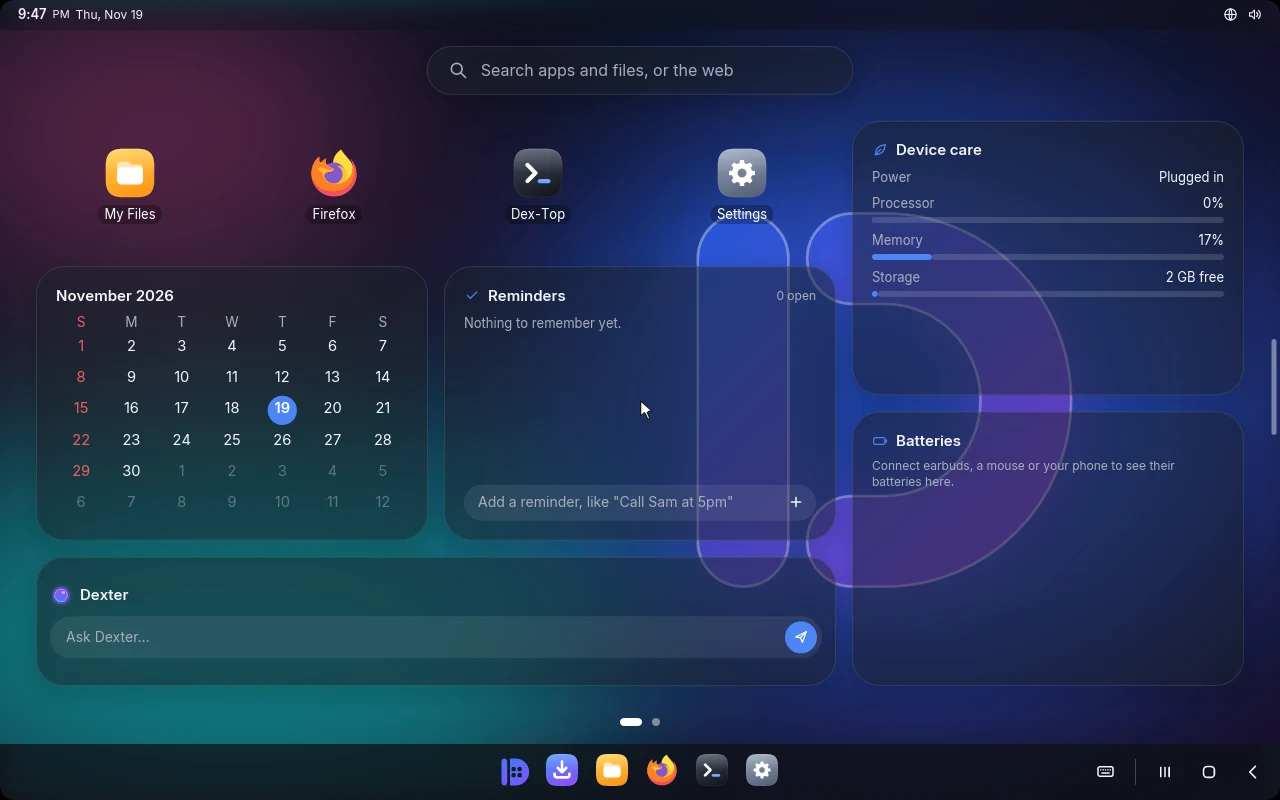 9:47 PM Thu, Nov 19
Search apps and files, or the web
My Files
Firefox
Dex-Top
Settings
Device care
Power Plugged in
Processor 0%
Memory 17%
Storage 2 GB free
November 2026
S M T W T F S
1 2 3 4 5 6 7
8 9 10 11 12 13 14
15 16 17 18 19 20 21
22 23 24 25 26 27 28
29 30 1 2 3 4 5
6 7 8 9 10 11 12
Reminders 0 open
Nothing to remember yet.
Add a reminder, like "Call Sam at 5pm"
Batteries
Connect earbuds, a mouse or your phone to see their
batteries here.
Dexter
Ask Dexter...